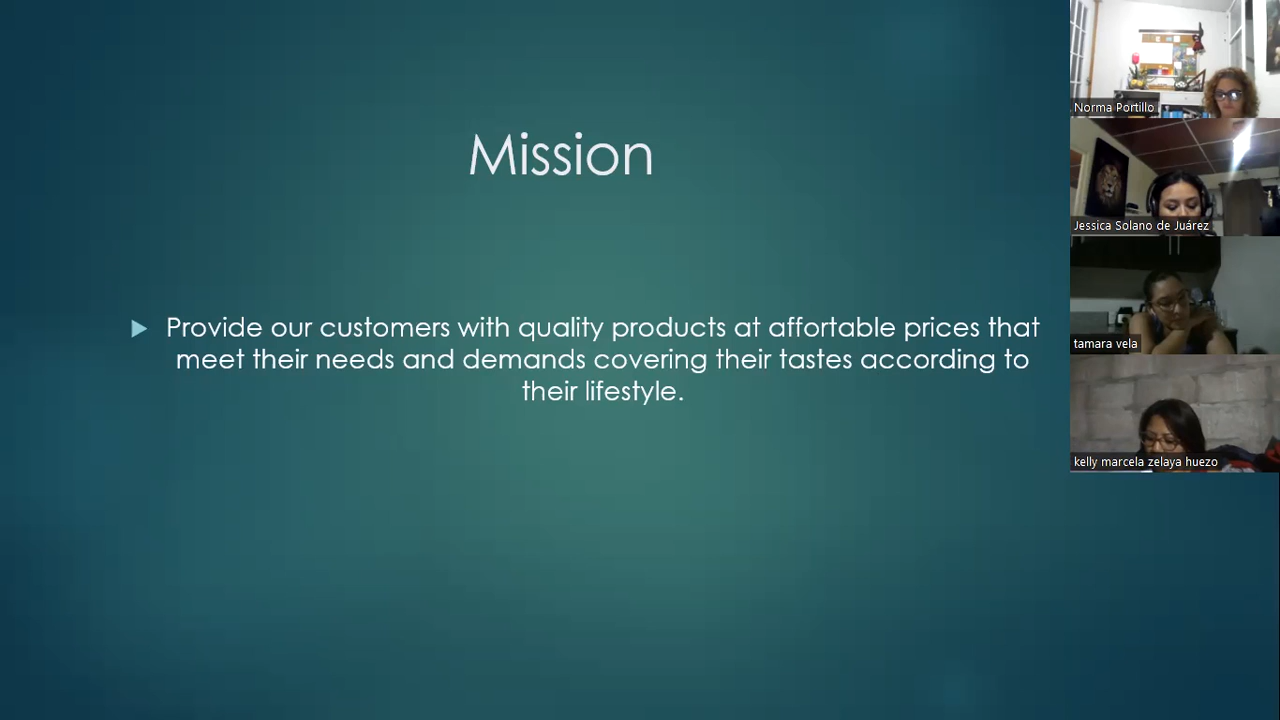 Mission
Provide our customers with quality products at affortable prices that
meet their needs and demands covering their tastes according to
their lifestyle.
Norma Portillo
Jessica Solano de Juárez
tamara vela
kelly marcela zelaya huezo